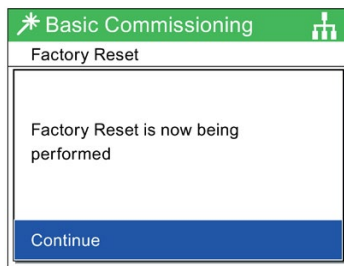 Basic Commissioning
Factory Reset
Factory Reset is now being
performed
Continue